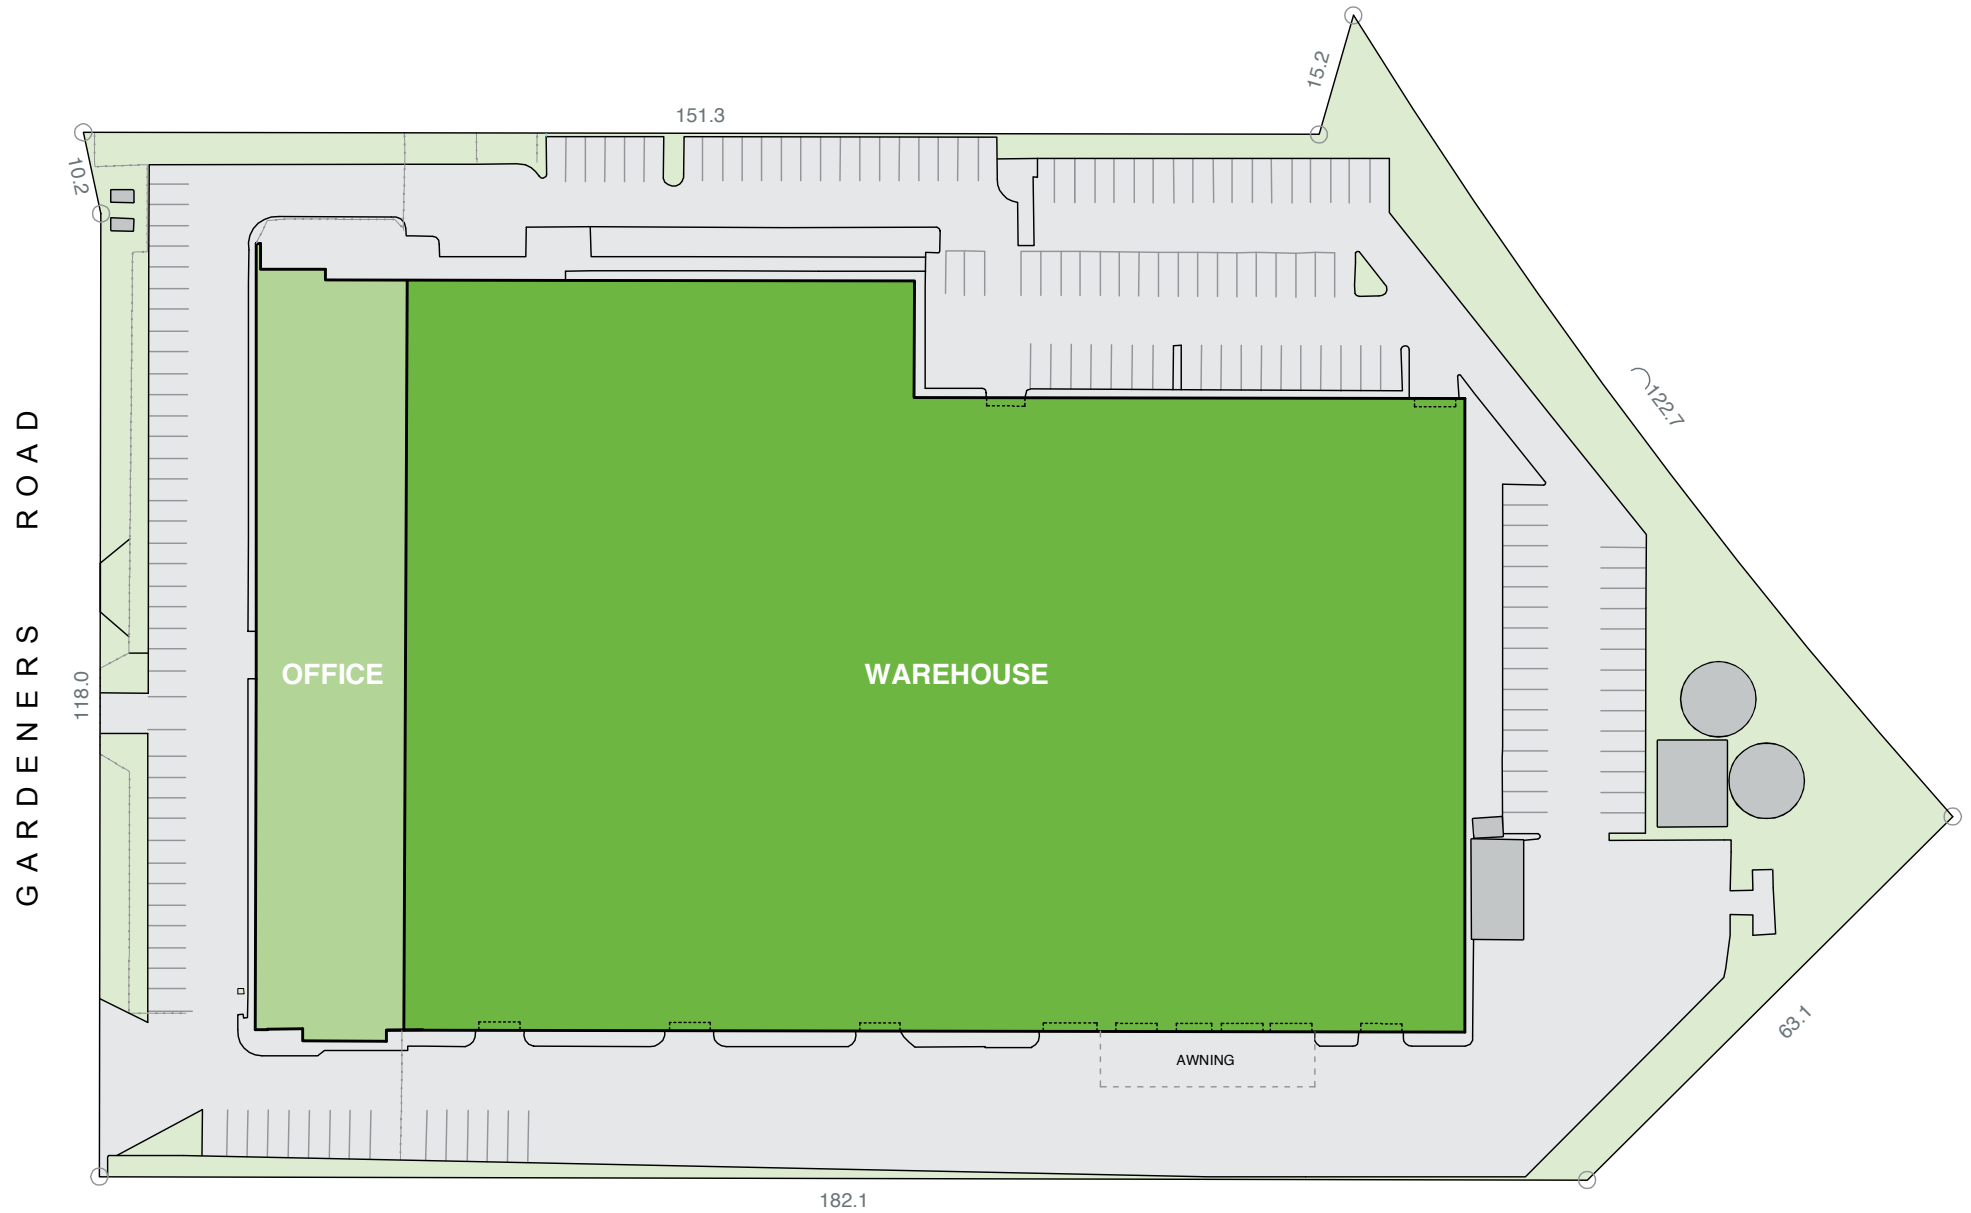 15.2
151.3
10.2
122.7
GARDENERS ROAD
118.0
OFFICE
WAREHOUSE
AWNING
63.1
182.1